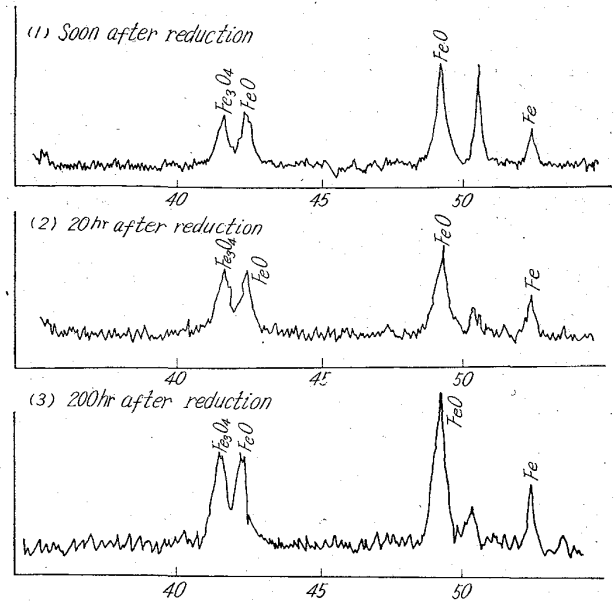 (1) Soon after reduction
Fe₃O₄
FeO
FeO
Fe
40
45
50
(2) 20hr after reduction
Fe₃O₄
FeO
FeO
Fe
40
45
50
(3) 200hr after reduction
Fe₃O₄
FeO
FeO
Fe
40
45
50